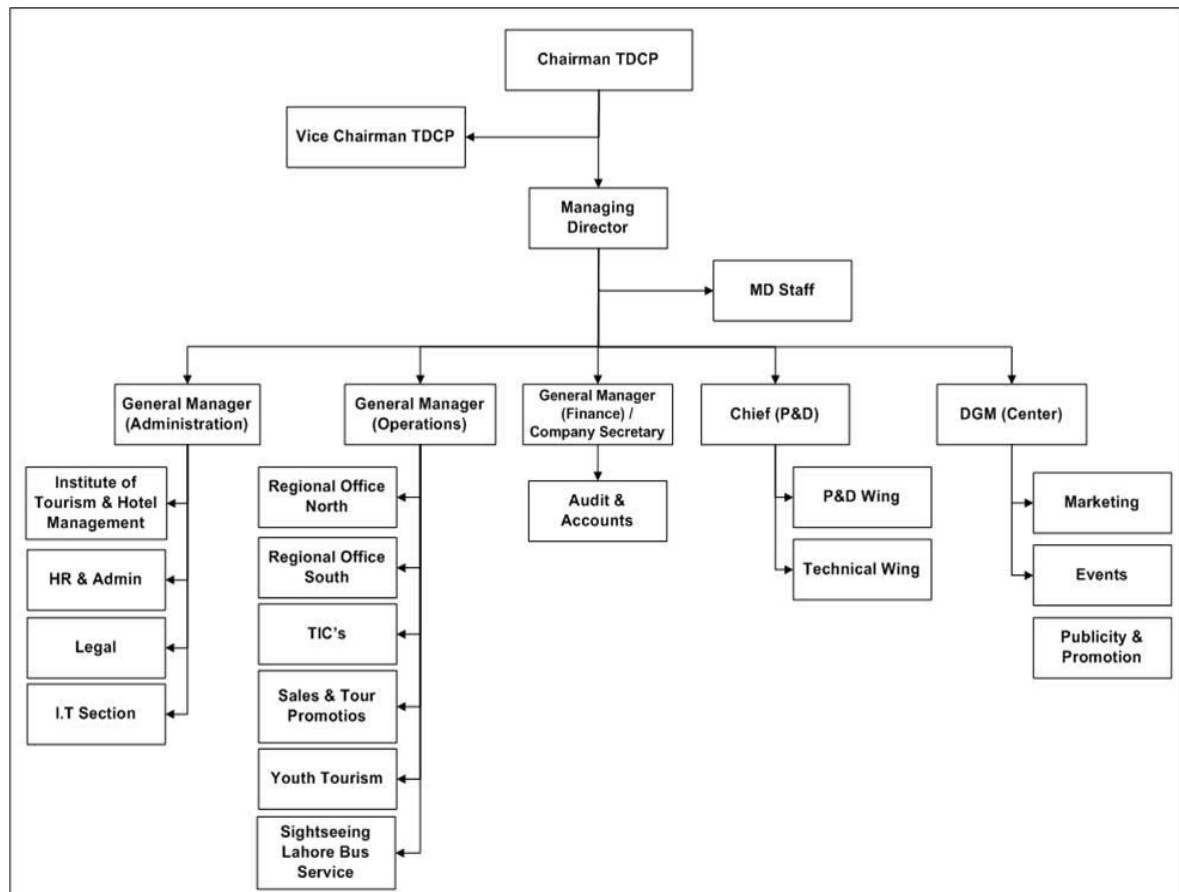 Chairman TDCP
Vice Chairman TDCP
Managing
Director
MD Staff
General Manager
(Administration)
General Manager
(Operations)
General Manager
(Finance) /
Company Secretary
Chief (P&D)
DGM (Center)
Institute of
Tourism & Hotel
Management
HR & Admin
Legal
I.T Section
Regional Office
North
Regional Office
South
TIC's
Sales & Tour
Promotios
Youth Tourism
Sightseeing
Lahore Bus
Service
Audit &
Accounts
P&D Wing
Technical Wing
Marketing
Events
Publicity &
Promotion